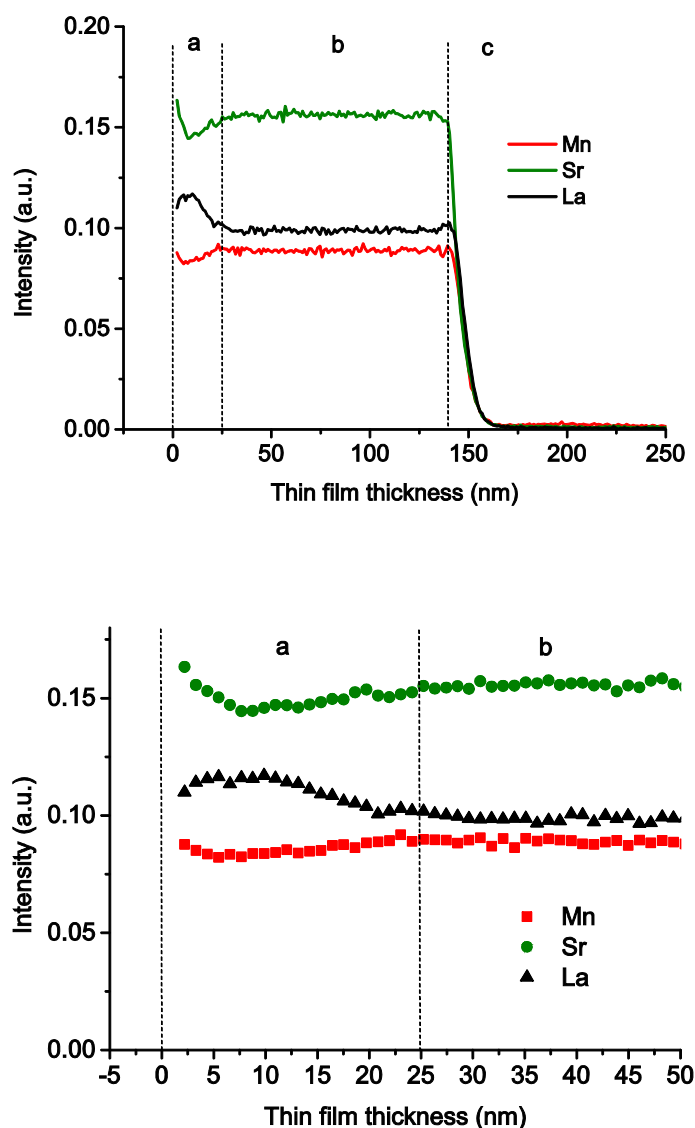 a b c
0.20
0.15
0.10
0.05
0.00
Intensity (a.u.)
Mn
Sr
La
0 50 100 150 200 250
Thin film thickness (nm)
a b
0.15
0.10
0.05
0.00
Intensity (a.u.)
Mn
Sr
La
-5 0 5 10 15 20 25 30 35 40 45 50
Thin film thickness (nm)